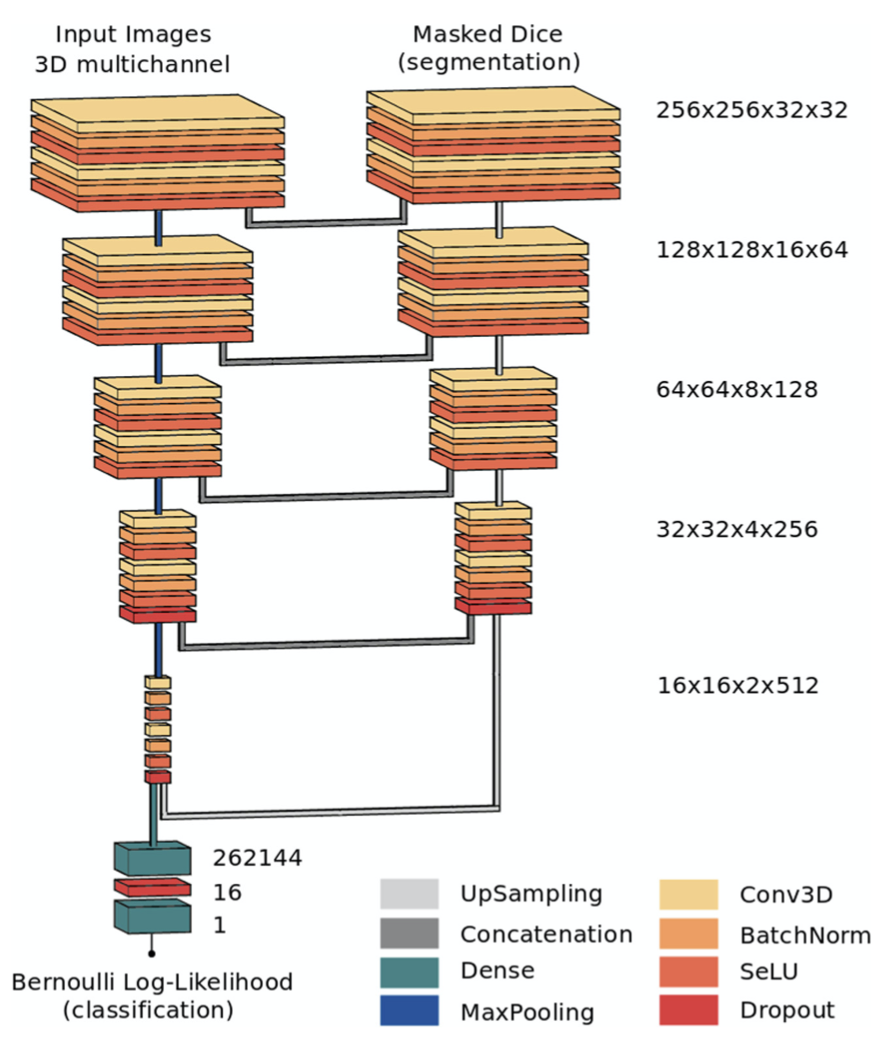 Input Images
3D multichannel
Masked Dice
(segmentation)
256x256x32x32
128x128x16x64
64x64x8x128
32x32x4x256
16x16x2x512
262144
16
1
Bernoulli Log-Likelihood
(classification)
UpSampling
Concatenation
Dense
MaxPooling
Conv3D
BatchNorm
SeLU
Dropout